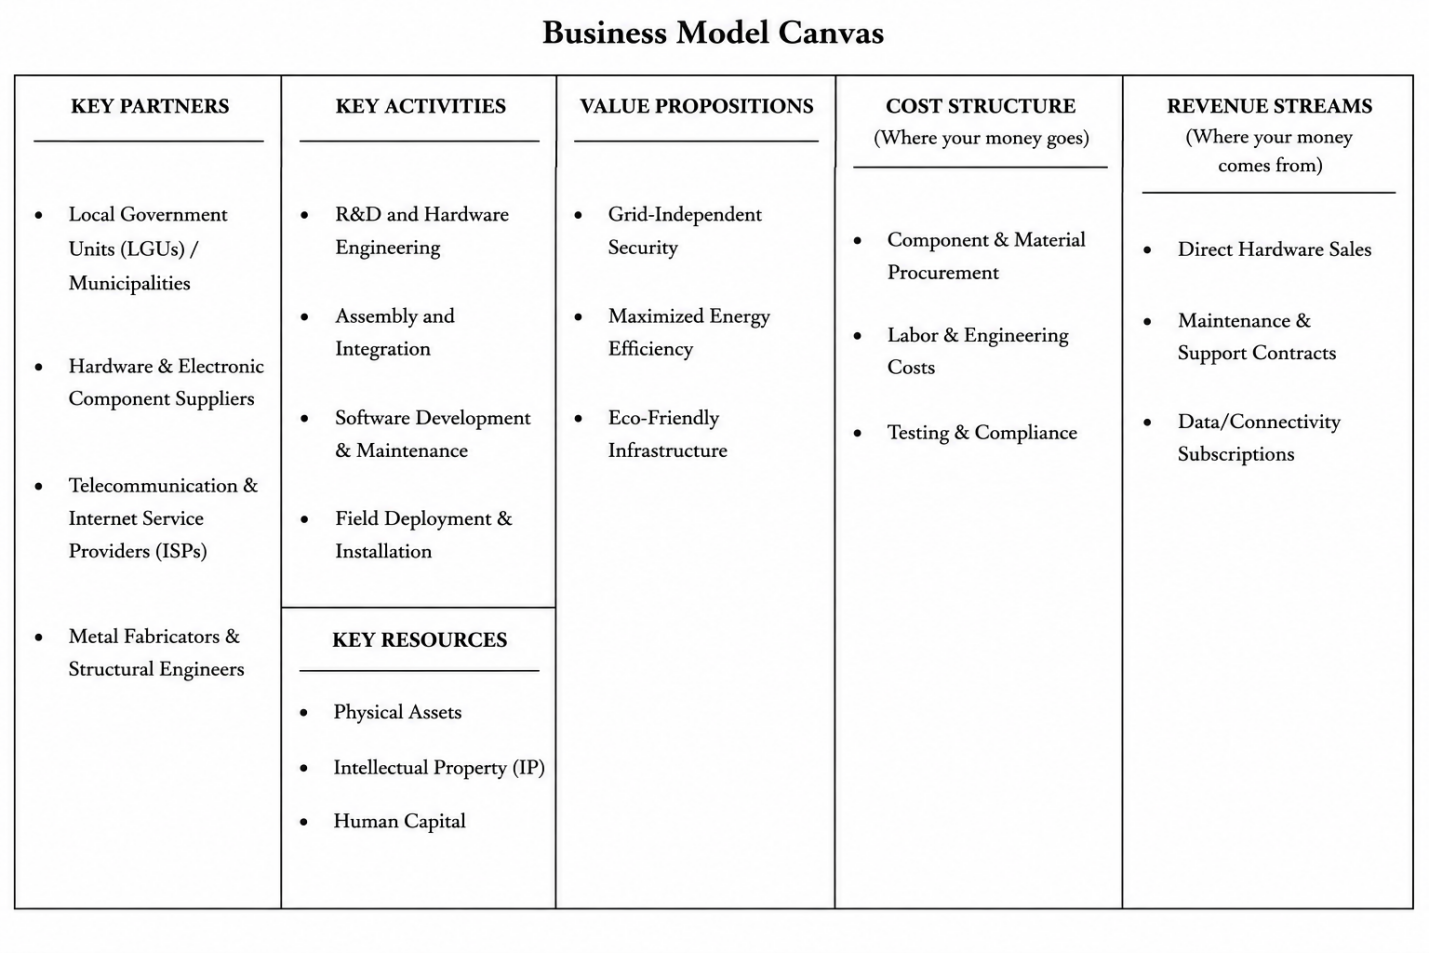 Business Model Canvas
KEY PARTNERS
Local Government
Units (LGUs) /
Municipalities
Hardware & Electronic
Component Suppliers
Telecommunication &
Internet Service
Providers (ISPs)
Metal Fabricators &
Structural Engineers
KEY ACTIVITIES
R&D and Hardware
Engineering
Assembly and
Integration
Software Development
& Maintenance
Field Deployment &
Installation
KEY RESOURCES
Physical Assets
Intellectual Property (IP)
Human Capital
VALUE PROPOSITIONS
Grid-Independent
Security
Maximized Energy
Efficiency
Eco-Friendly
Infrastructure
COST STRUCTURE
(Where your money goes)
Component & Material
Procurement
Labor & Engineering
Costs
Testing & Compliance
REVENUE STREAMS
(Where your money
comes from)
Direct Hardware Sales
Maintenance &
Support Contracts
Data/Connectivity
Subscriptions